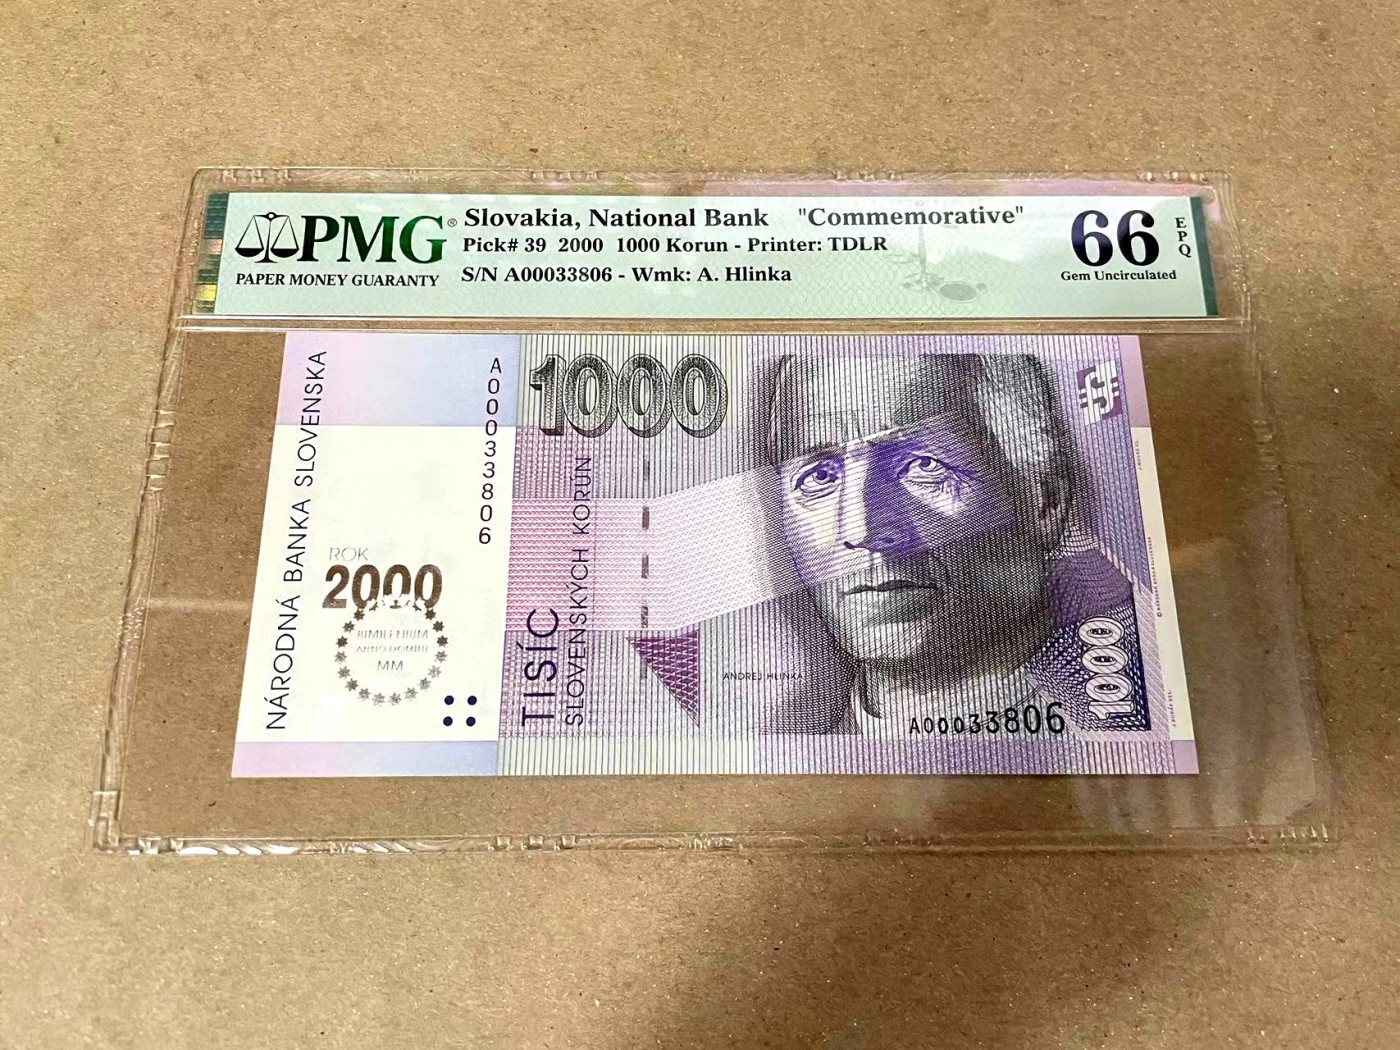 PMG®
PAPER MONEY GUARANTY
Slovakia, National Bank "Commemorative"
Pick# 39 2000 1000 Korun - Printer: TDLR
S/N A00033806 - Wmk: A. Hlinka
66
EPQ
Gem Uncirculated
NÁRODNÁ BANKA SLOVENSKA
A00033806
ROK
2000
BIMILENIUM
ANNO DOMINI
MM
1000
TISÍC
SLOVENSKÝCH KORÚN
ANDREJ HLINKA
A00033806
1000